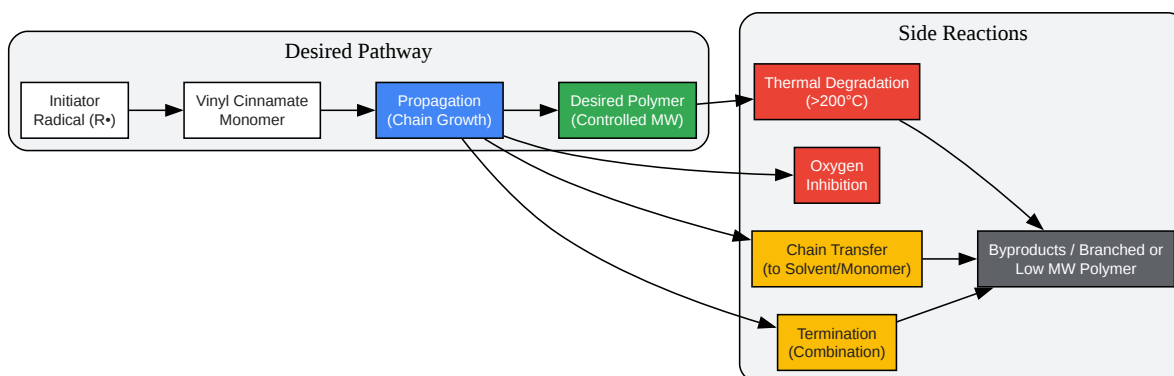 Desired Pathway
Initiator
Radical (R•)
Vinyl Cinnamate
Monomer
Propagation
(Chain Growth)
Desired Polymer
(Controlled MW)
Side Reactions
Thermal Degradation
(>200°C)
Oxygen
Inhibition
Chain Transfer
(to Solvent/Monomer)
Termination
(Combination)
Byproducts / Branched or
Low MW Polymer